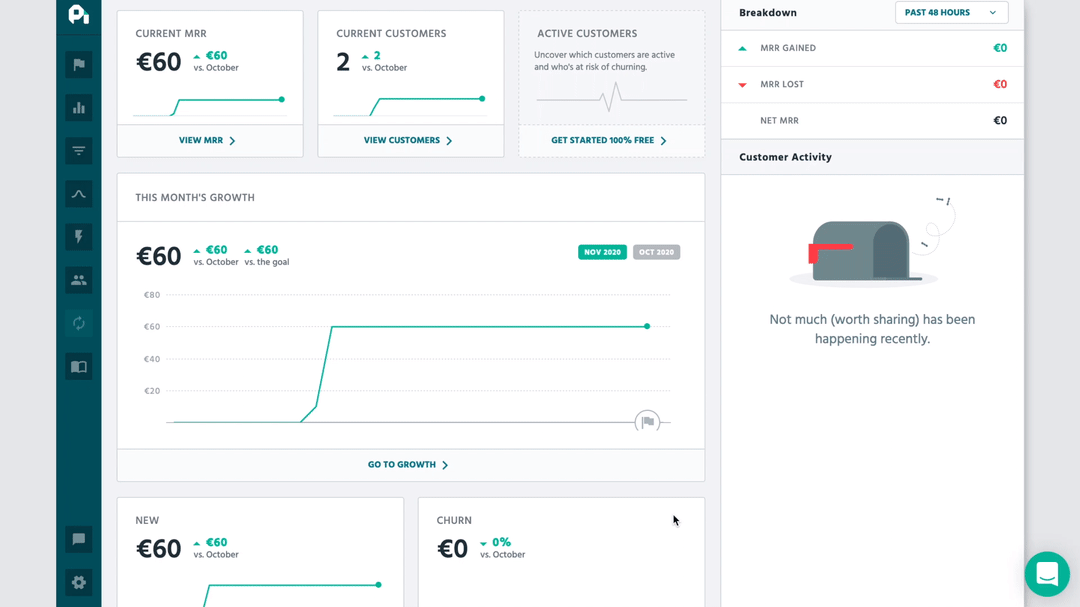 CURRENT MRR
€60
€60
vs. October
VIEW MRR
CURRENT CUSTOMERS
2
2
vs. October
VIEW CUSTOMERS
ACTIVE CUSTOMERS
Uncover which customers are active
and who's at risk of churning.
GET STARTED 100% FREE
THIS MONTH'S GROWTH
€60
€60
vs. October
€60
vs. the goal
NOV 2020
OCT 2020
€80
€60
€40
€20
GO TO GROWTH
NEW
€60
€60
vs. October
CHURN
€0
0%
vs. October
Breakdown
PAST 48 HOURS
MRR GAINED
€0
MRR LOST
€0
NET MRR
€0
Customer Activity
Not much (worth sharing) has been
happening recently.